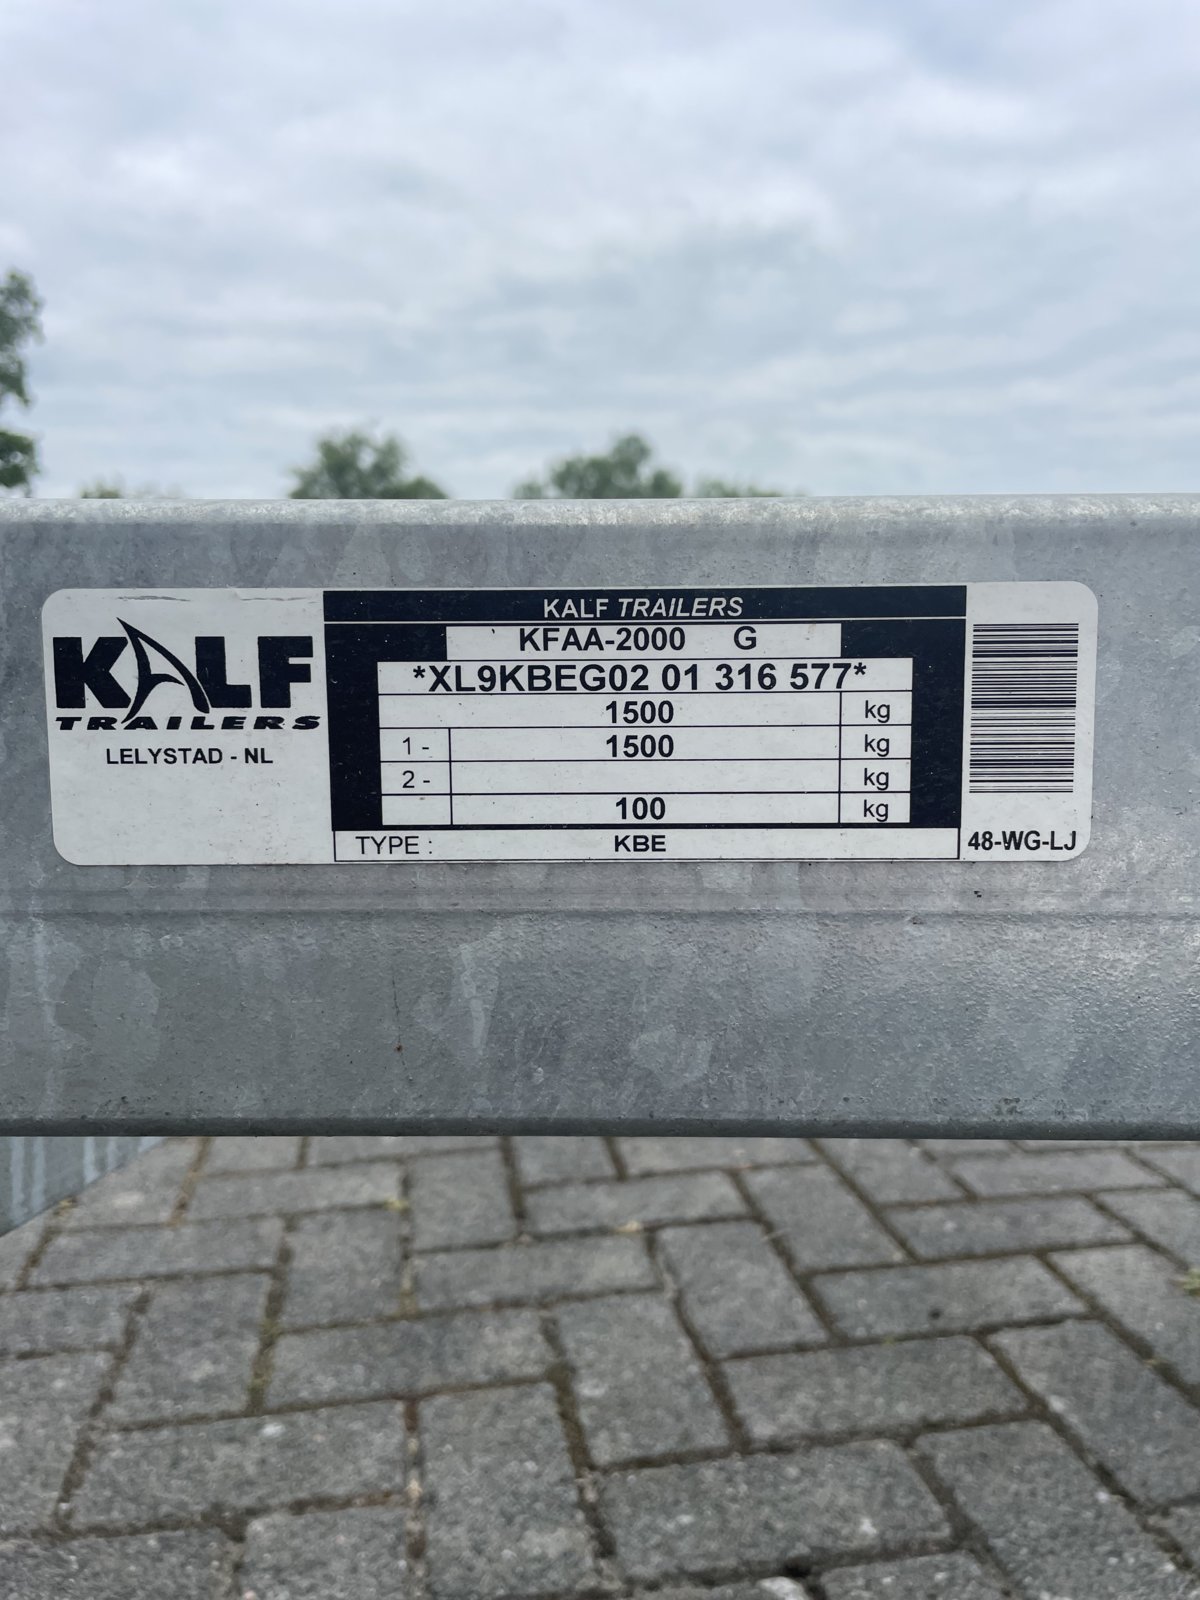 KALF
TRAILERS
LELYSTAD - NL
KALF TRAILERS
KFAA-2000 G
*XL9KBEG02 01 316 577*
1500 kg
1 - 1500 kg
2 - kg
100 kg
TYPE : KBE
48-WG-LJ